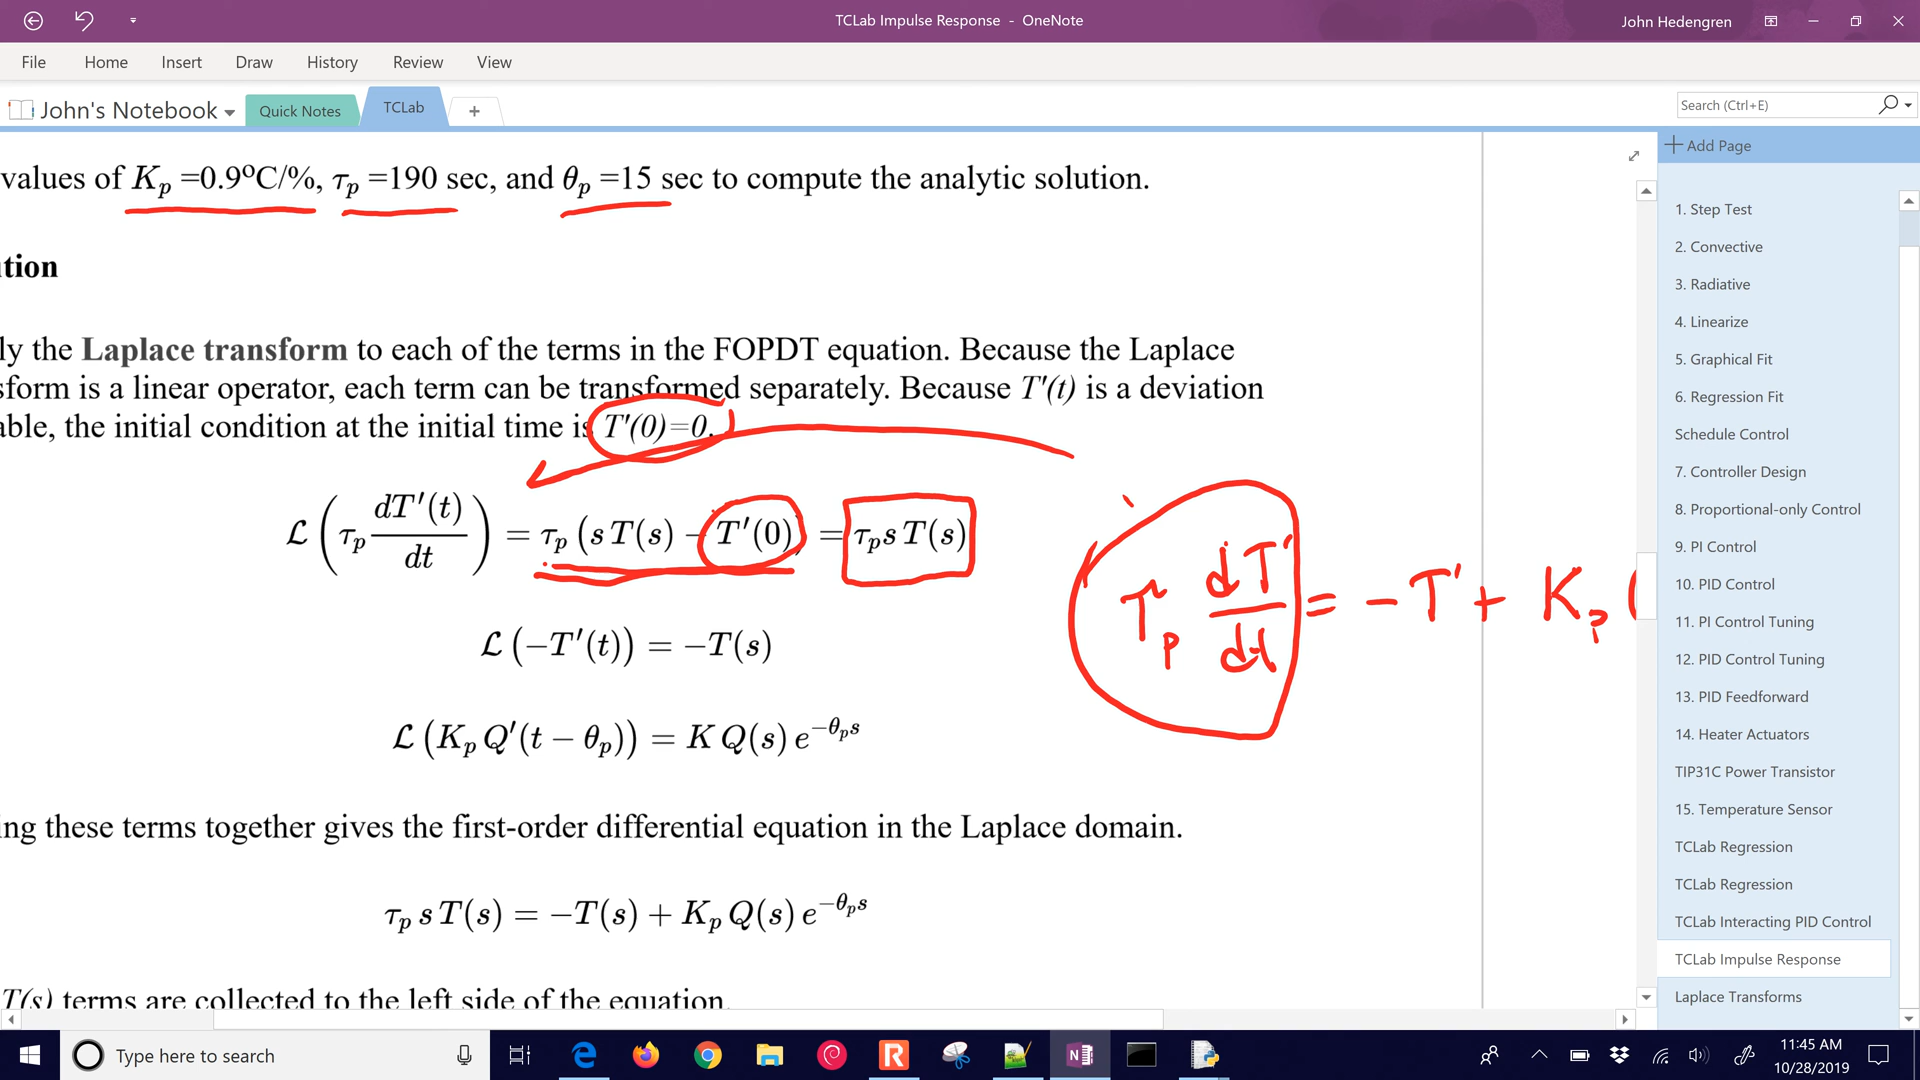 TCLab Impulse Response - OneNote
John Hedengren
File Home Insert Draw History Review View
John's Notebook Quick Notes TCLab +
Search (Ctrl+E)
values of Kₚ =0.9°C/%, τₚ =190 sec, and θₚ =15 sec to compute the analytic solution.
ution
ly the Laplace transform to each of the terms in the FOPDT equation. Because the Laplace
sform is a linear operator, each term can be transformed separately. Because T'(t) is a deviation
able, the initial condition at the initial time is T'(0)=0.
ℒ(τₚ dT'(t)/dt) = τₚ (s T(s) − T'(0)) = τₚ s T(s)
τₚ dT'/dt = −T' + Kₚ (
ℒ(−T'(t)) = −T(s)
ℒ(Kₚ Q'(t − θₚ)) = K Q(s) e^(−θₚs)
ing these terms together gives the first-order differential equation in the Laplace domain.
τₚ s T(s) = −T(s) + Kₚ Q(s) e^(−θₚs)
T(s) terms are collected to the left side of the equation.
Add Page
1. Step Test
2. Convective
3. Radiative
4. Linearize
5. Graphical Fit
6. Regression Fit
Schedule Control
7. Controller Design
8. Proportional-only Control
9. PI Control
10. PID Control
11. PI Control Tuning
12. PID Control Tuning
13. PID Feedforward
14. Heater Actuators
TIP31C Power Transistor
15. Temperature Sensor
TCLab Regression
TCLab Regression
TCLab Interacting PID Control
TCLab Impulse Response
Laplace Transforms
Type here to search
11:45 AM
10/28/2019